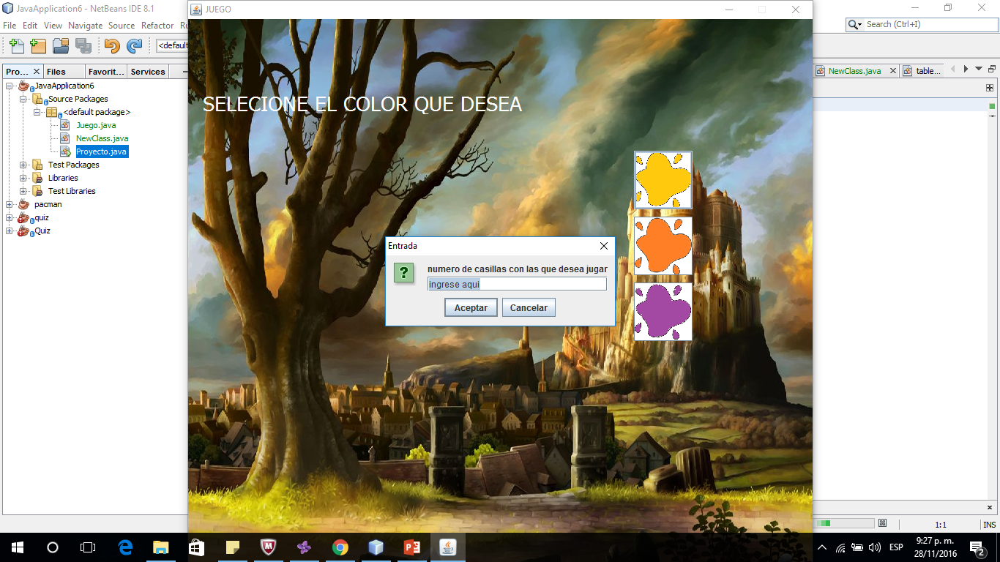 JavaApplication6 - NetBeans IDE 8.1
JUEGO
File Edit View Navigate Source Refactor
Search (Ctrl+I)
<default
Pro... Files Favorit... Services
NewClass.java table...
JavaApplication6
Source Packages
<default package>
Juego.java
NewClass.java
Proyecto.java
Test Packages
Libraries
Test Libraries
pacman
quiz
Quiz
SELECIONE EL COLOR QUE DESEA
Entrada
numero de casillas con las que desea jugar
ingrese aqui
Aceptar Cancelar
1:1 INS
ESP
9:27 p. m.
28/11/2016
2